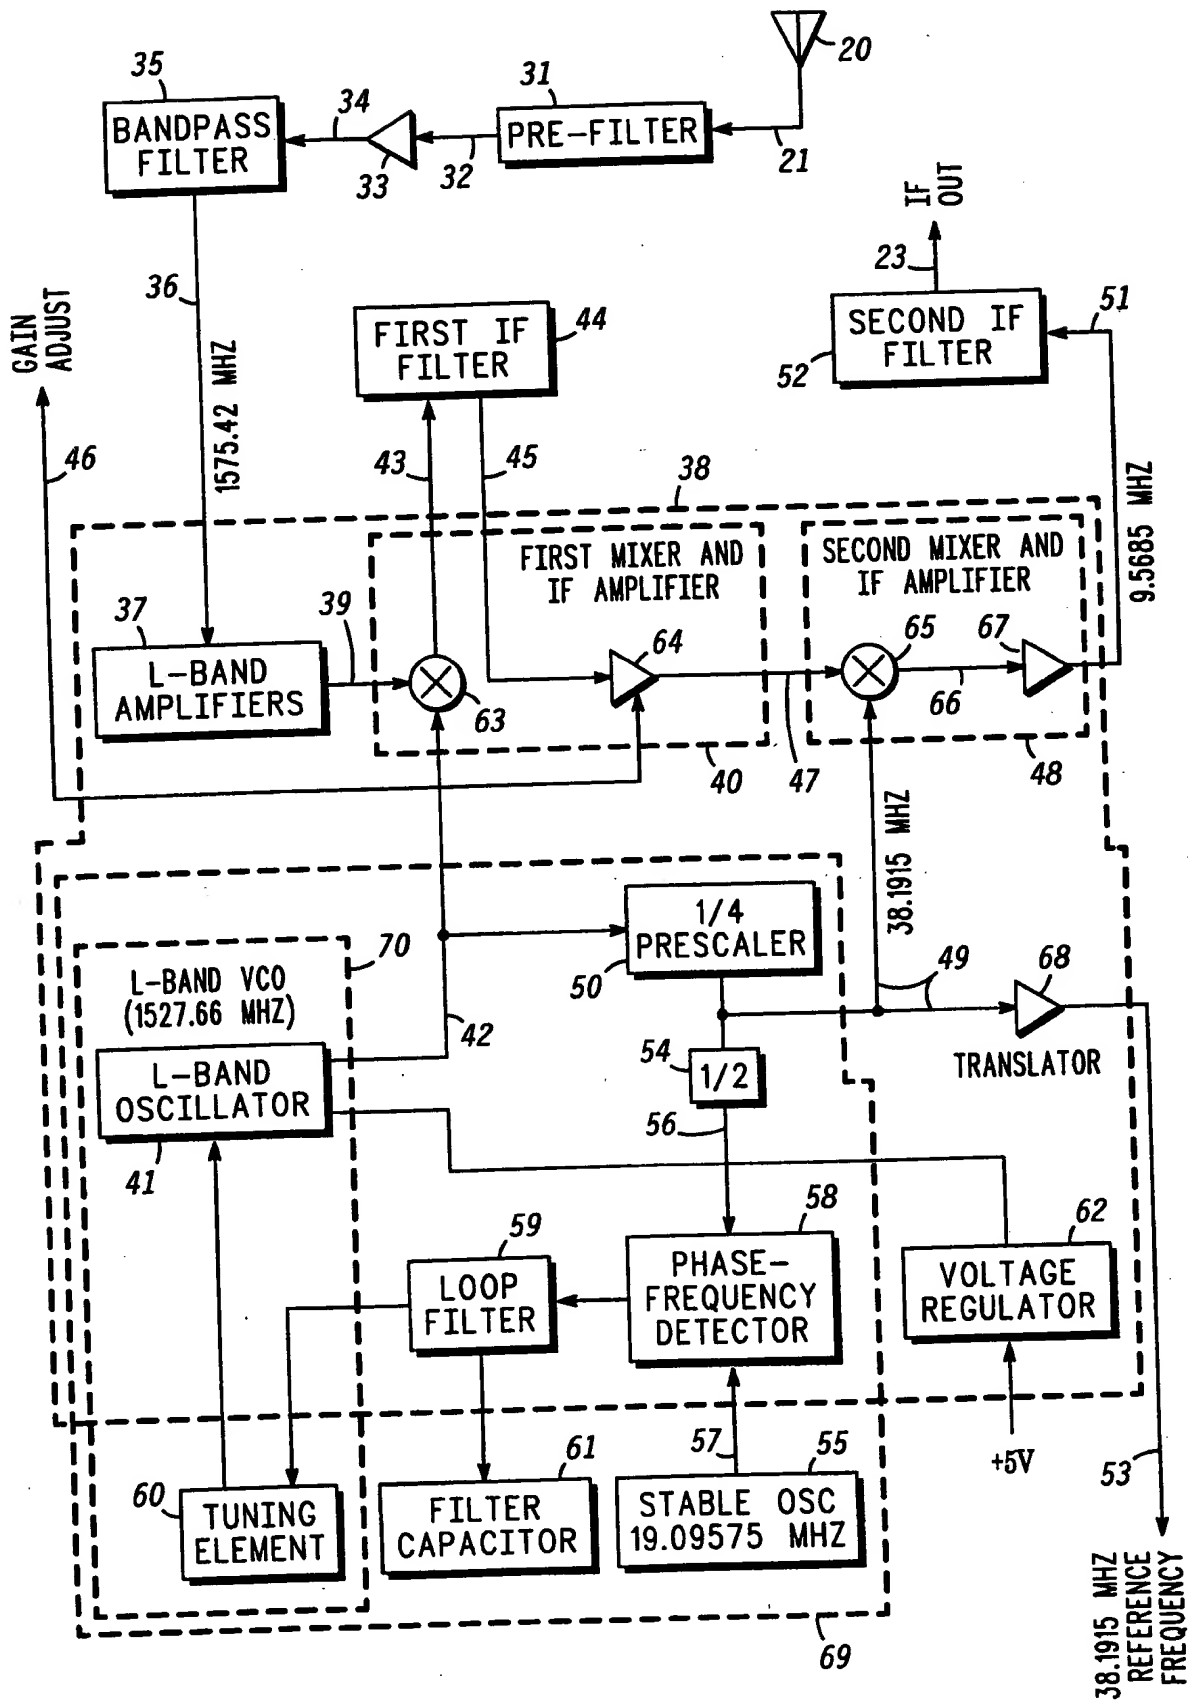 20
35
31
34
BANDPASS
FILTER
PRE-FILTER
33
32
21
IF
OUT
23
36
GAIN
ADJUST
1575.42 MHZ
FIRST IF
FILTER
44
SECOND IF
FILTER
51
52
46
43
45
38
9.5685 MHZ
FIRST MIXER AND
IF AMPLIFIER
SECOND MIXER AND
IF AMPLIFIER
37
39
64
65
67
L-BAND
AMPLIFIERS
63
66
40
47
48
38.1915 MHZ
1/4
PRESCALER
70
50
49
68
L-BAND VCO
(1527.66 MHZ)
42
54
1/2
TRANSLATOR
L-BAND
OSCILLATOR
56
41
58
59
62
LOOP
FILTER
PHASE-
FREQUENCY
DETECTOR
VOLTAGE
REGULATOR
57
55
61
+5V
53
60
TUNING
ELEMENT
FILTER
CAPACITOR
STABLE OSC
19.09575 MHZ
38.1915 MHZ
REFERENCE
FREQUENCY
69